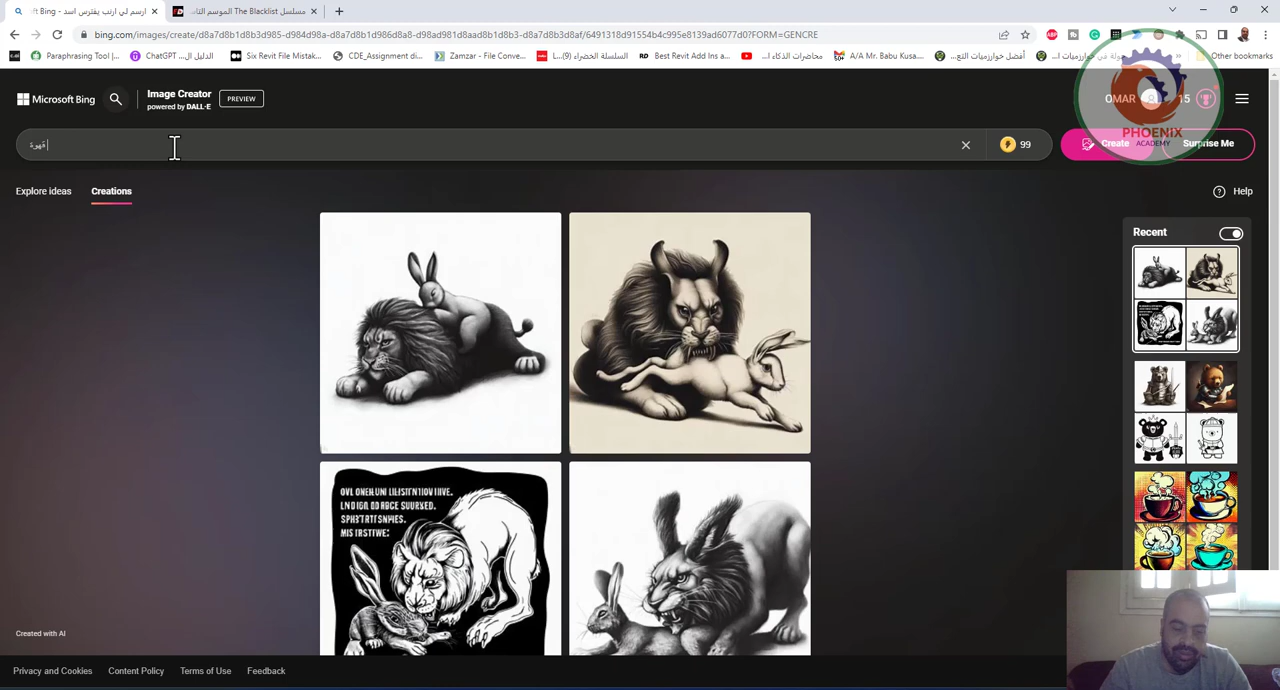 ارسم لي ارنب يفترس اسد - Bing
مسلسل The Blacklist الموسم الثان...
bing.com/images/create/d8a7d8b1d8b3d985-d984d98a-d8a7d8b1d986d8a8-d98ad981d8aad8b1d8b3-d8a7d8b3d8af/6491318d91554b4c995e8139ad6077d0?FORM=GENCRE
Paraphrasing Tool |...
ChatGPT الدليل ال...
Six Revit File Mistak...
CDE_Assignment di...
Zamzar - File Conve...
السلسلة الخضراء (9)...
Best Revit Add Ins a...
محاضرات الذكاء ا...
A/A Mr. Babu Kusa...
أفضل خوارزميات التع...
Other bookmarks
Microsoft Bing
Image Creator
powered by DALL·E
PREVIEW
OMAR
15
PHOENIX
ACADEMY
قهوة
99
Create
Surprise Me
Explore ideas
Creations
Help
Recent
Created with AI
Privacy and Cookies
Content Policy
Terms of Use
Feedback